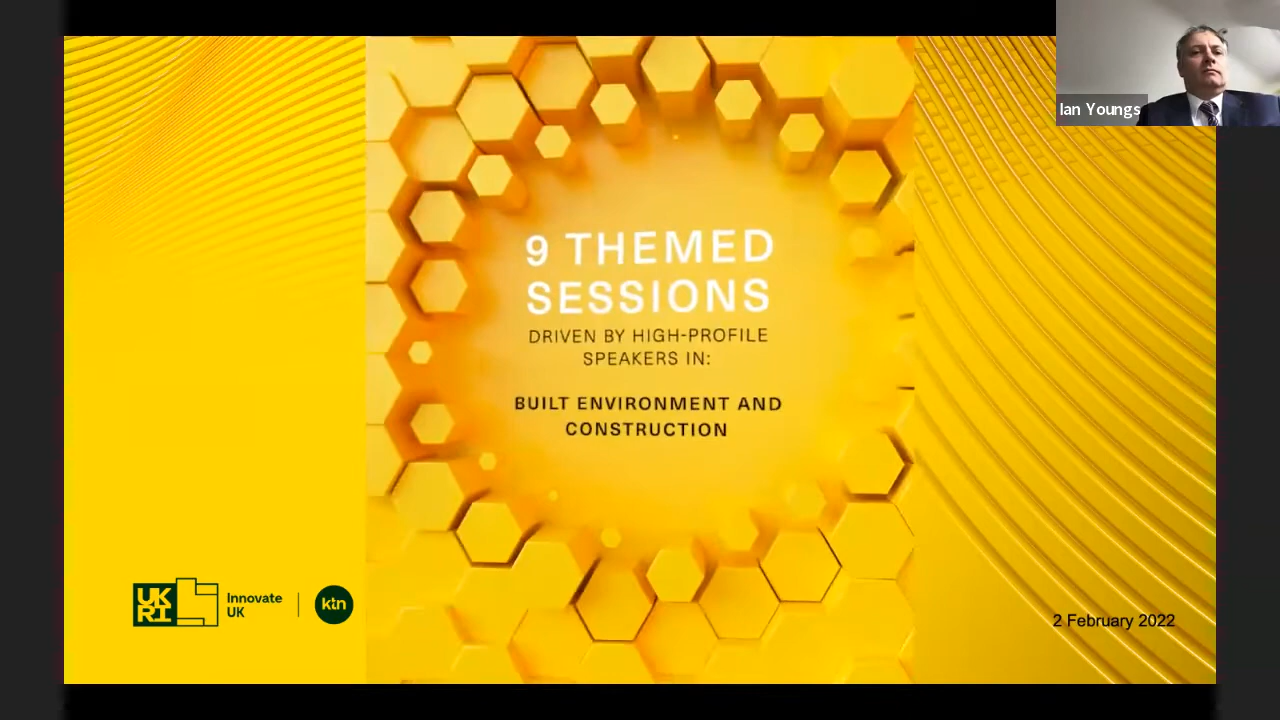 Ian Youngs
9 THEMED
SESSIONS
DRIVEN BY HIGH-PROFILE
SPEAKERS IN:
BUILT ENVIRONMENT AND
CONSTRUCTION
UK
RI
Innovate
UK
ktn
2 February 2022